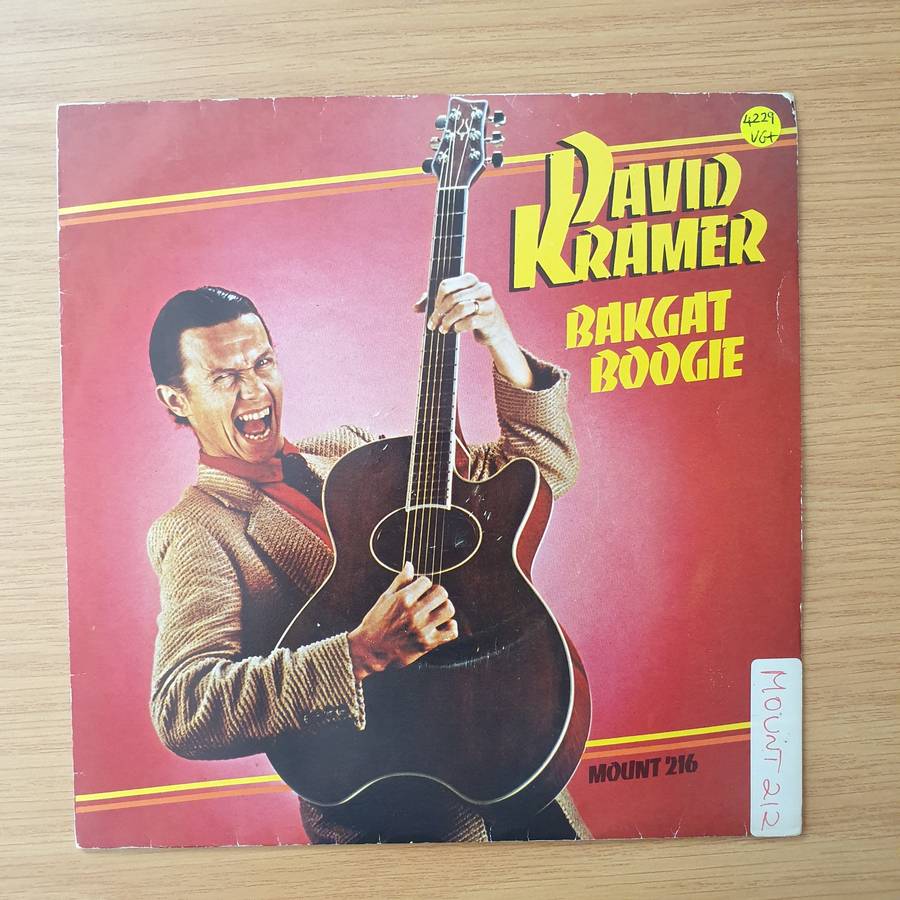 4229
VG+
DAVID
KRAMER
BAKGAT
BOOGIE
MOUNT 216
MOUNT 212